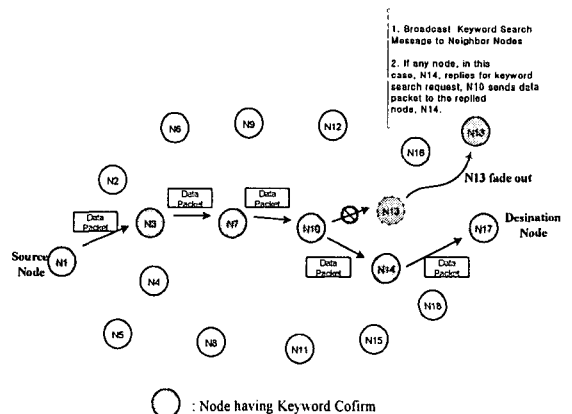 1. Broadcast Keyword Search
Message to Neighbor Nodes
2. If any node, in this
case, N14, replies for keyword
search request, N10 sends data
packet to the replied
node, N14.
N6
N9
N12
N13
N16
N13 fade out
N2
Data
Packet
Data
Packet
Data
Packet
N3
N7
N10
N13
Desination
Node
N17
Source
Node
N1
Data
Packet
N14
Data
Packet
N4
N18
N5
N8
N11
N15
: Node having Keyword Cofirm